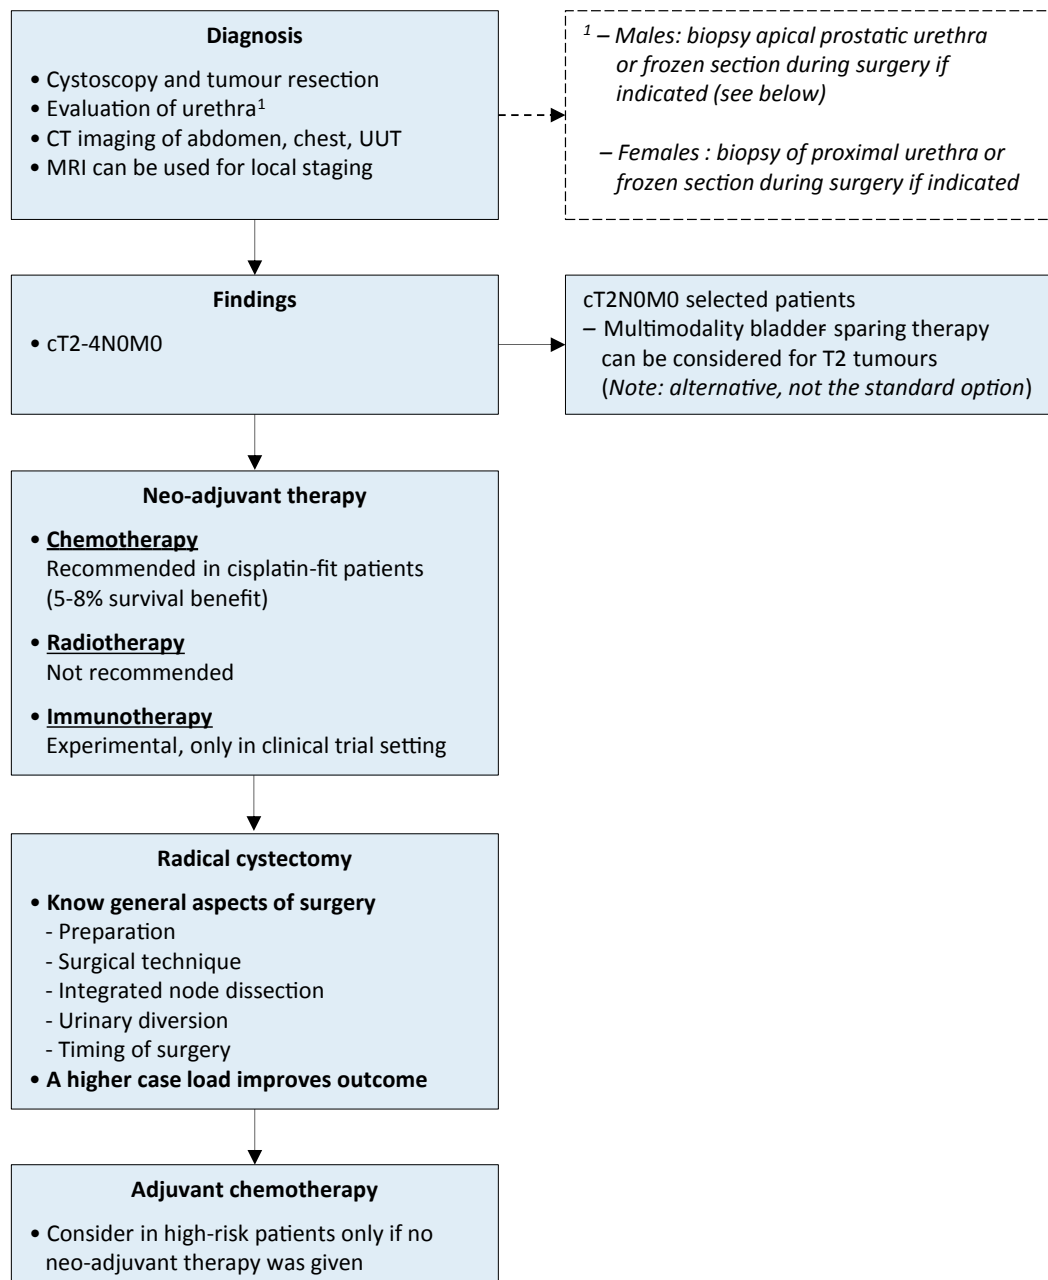 Diagnosis
• Cystoscopy and tumour resection
• Evaluation of urethra1
• CT imaging of abdomen, chest, UUT
• MRI can be used for local staging
1 – Males: biopsy apical prostatic urethra
or frozen section during surgery if
indicated (see below)
– Females : biopsy of proximal urethra or
frozen section during surgery if indicated
Findings
• cT2-4N0M0
cT2N0M0 selected patients
– Multimodality bladder sparing therapy
can be considered for T2 tumours
(Note: alternative, not the standard option)
Neo-adjuvant therapy
• Chemotherapy
Recommended in cisplatin-fit patients
(5-8% survival benefit)
• Radiotherapy
Not recommended
• Immunotherapy
Experimental, only in clinical trial setting
Radical cystectomy
• Know general aspects of surgery
- Preparation
- Surgical technique
- Integrated node dissection
- Urinary diversion
- Timing of surgery
• A higher case load improves outcome
Adjuvant chemotherapy
• Consider in high-risk patients only if no
neo-adjuvant therapy was given